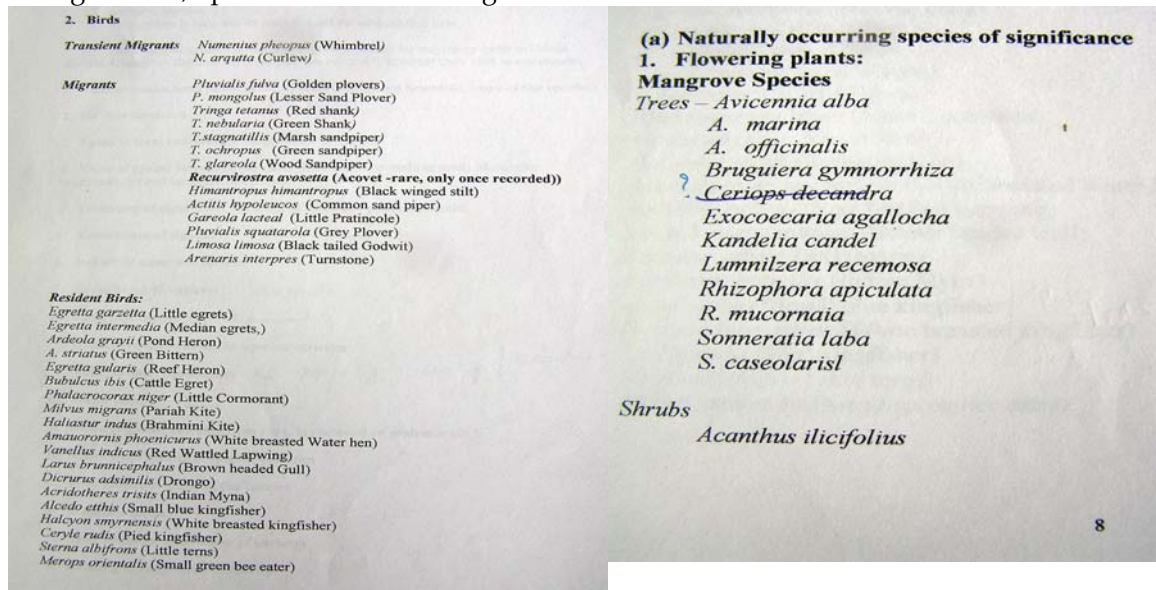 2. Birds
Transient Migrants Numenius pheopus (Whimbrel)
N. arqutta (Curlew)
Migrants Pluvialis fulva (Golden plovers)
P. mongolus (Lesser Sand Plover)
Tringa tetanus (Red shank)
T. nebularia (Green Shank)
T.stagnatillis (Marsh sandpiper)
T. ochropus (Green sandpiper)
T. glareola (Wood Sandpiper)
Recurvirostra avosetta (Acovet -rare, only once recorded))
Himantropus himantropus (Black winged stilt)
Actitis hypoleucos (Common sand piper)
Gareola lacteal (Little Pratincole)
Pluvialis squatarola (Grey Plover)
Limosa limosa (Black tailed Godwit)
Arenaris interpres (Turnstone)
Resident Birds:
Egretta garzetta (Little egrets)
Egretta intermedia (Median egrets,)
Ardeola grayii (Pond Heron)
A. striatus (Green Bittern)
Egretta gularis (Reef Heron)
Bubulcus ibis (Cattle Egret)
Phalacrocorax niger (Little Cormorant)
Milvus migrans (Pariah Kite)
Haliastur indus (Brahmini Kite)
Amauorornis phoenicurus (White breasted Water hen)
Vanellus indicus (Red Wattled Lapwing)
Larus brunnicephalus (Brown headed Gull)
Dicrurus adsimilis (Drongo)
Acridotheres trisits (Indian Myna)
Alcedo etthis (Small blue kingfisher)
Halcyon smyrnensis (White breasted kingfisher)
Ceryle rudis (Pied kingfisher)
Sterna albifrons (Little terns)
Merops orientalis (Small green bee eater)
(a) Naturally occurring species of significance
1. Flowering plants:
Mangrove Species
Trees – Avicennia alba
A. marina
A. officinalis
Bruguiera gymnorrhiza
? Ceriops decandra
Exocoecaria agallocha
Kandelia candel
Lumnilzera recemosa
Rhizophora apiculata
R. mucornaia
Sonneratia laba
S. caseolarisl
Shrubs
Acanthus ilicifolius
8